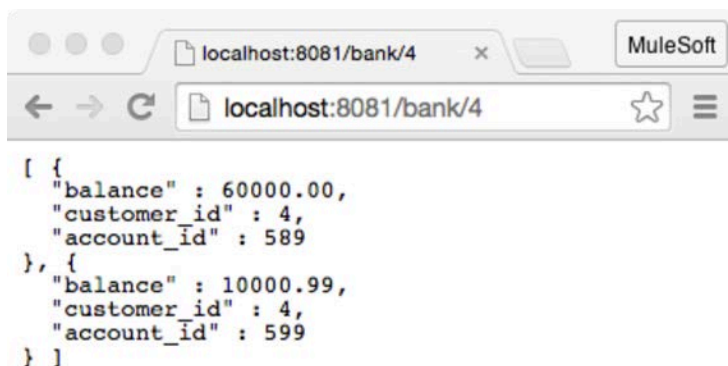 localhost:8081/bank/4
MuleSoft
localhost:8081/bank/4
[ {
"balance" : 60000.00,
"customer_id" : 4,
"account_id" : 589
}, {
"balance" : 10000.99,
"customer_id" : 4,
"account_id" : 599
} ]